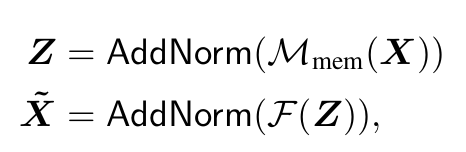 Z = AddNorm(ℳ_mem(X))
X̃ = AddNorm(ℱ(Z)),